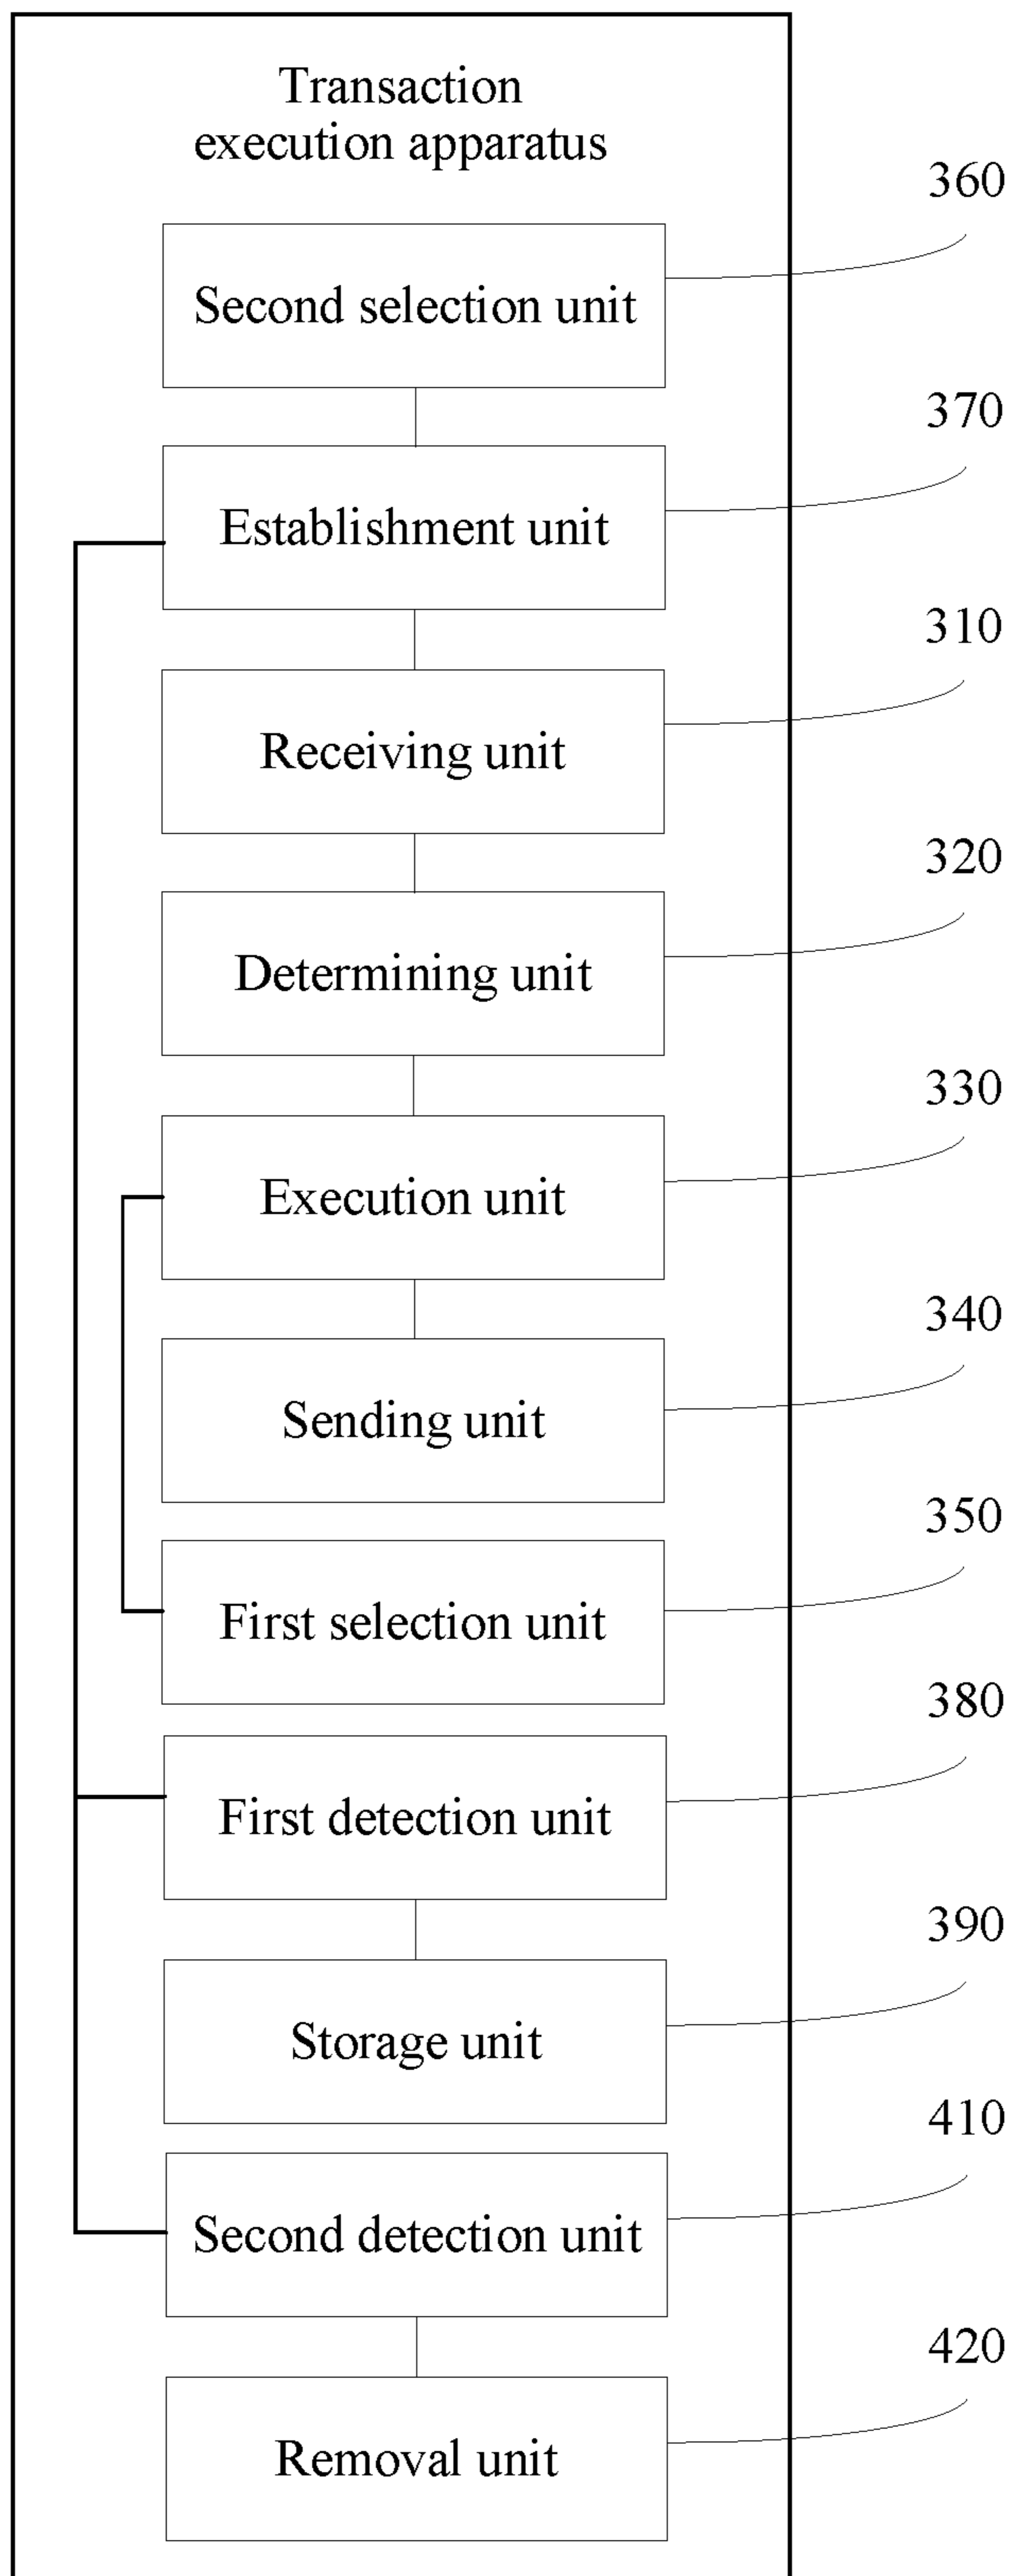 Transaction
execution apparatus
360
Second selection unit
370
Establishment unit
310
Receiving unit
320
Determining unit
330
Execution unit
340
Sending unit
350
First selection unit
380
First detection unit
390
Storage unit
410
Second detection unit
420
Removal unit